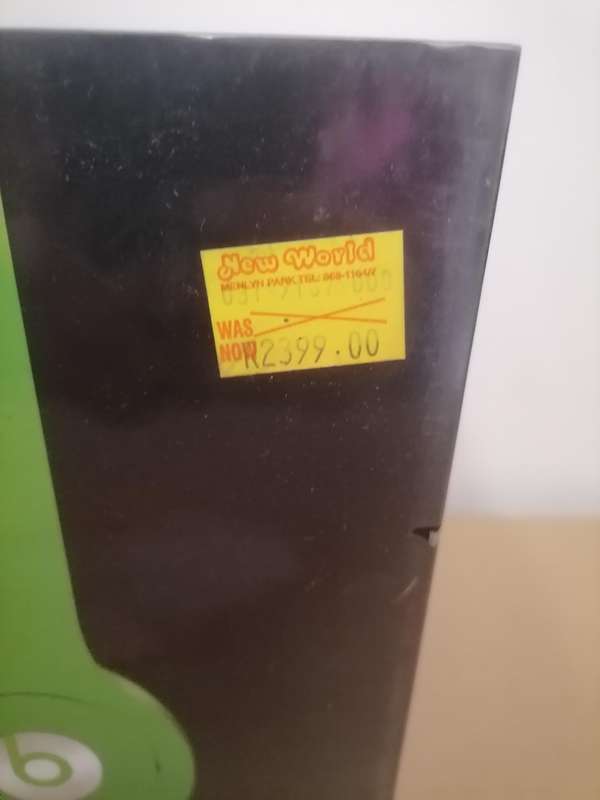 New World
MENLYN PARK TEL:
WAS
NOW R2399.00
b